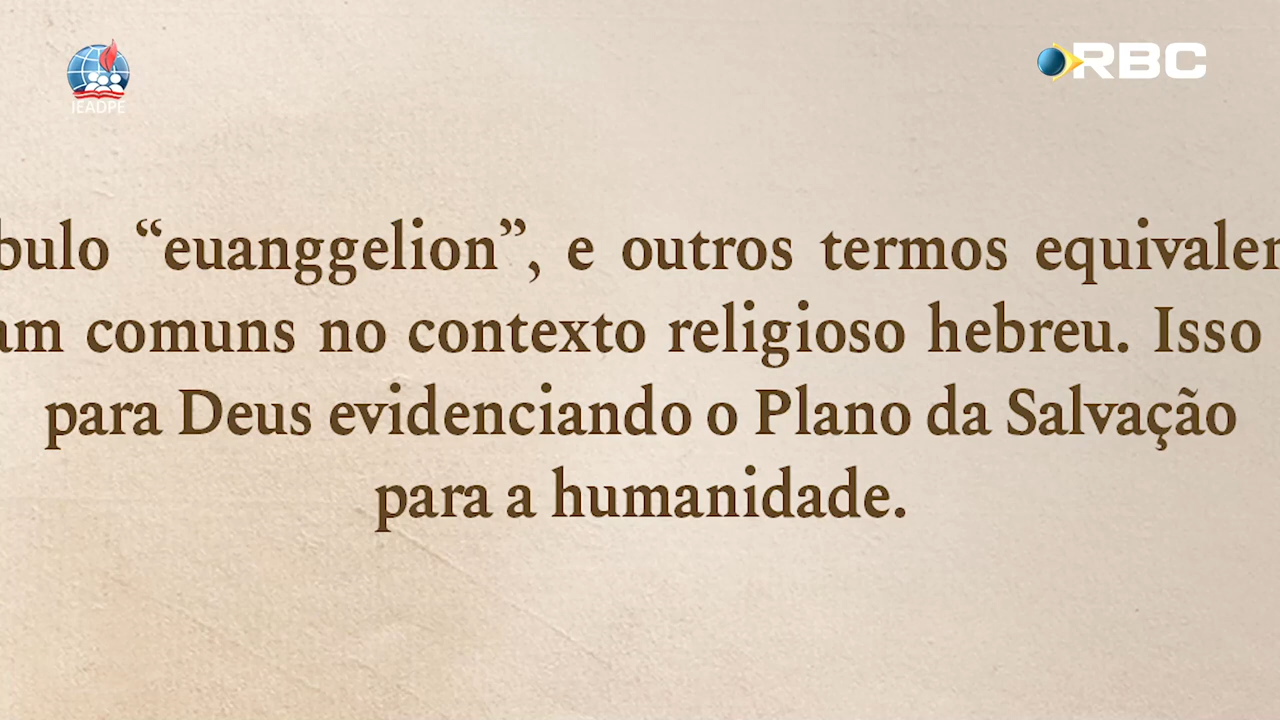 IEADPE
RBC
bulo “euanggelion”, e outros termos equivalen
am comuns no contexto religioso hebreu. Isso
para Deus evidenciando o Plano da Salvação
para a humanidade.